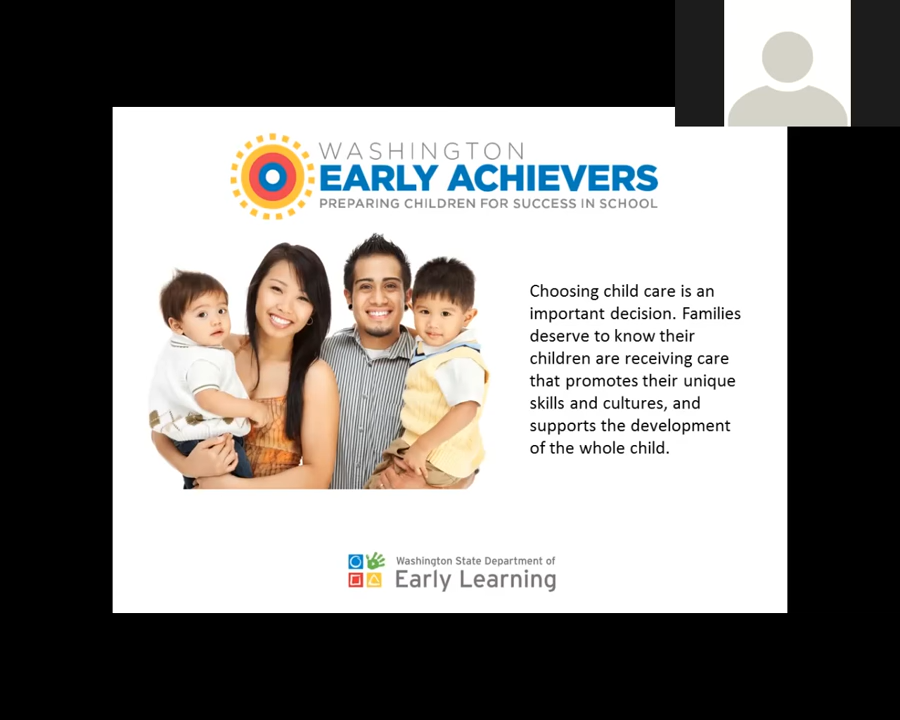 WASHINGTON
EARLY ACHIEVERS
PREPARING CHILDREN FOR SUCCESS IN SCHOOL
Choosing child care is an
important decision. Families
deserve to know their
children are receiving care
that promotes their unique
skills and cultures, and
supports the development
of the whole child.
Washington State Department of
Early Learning